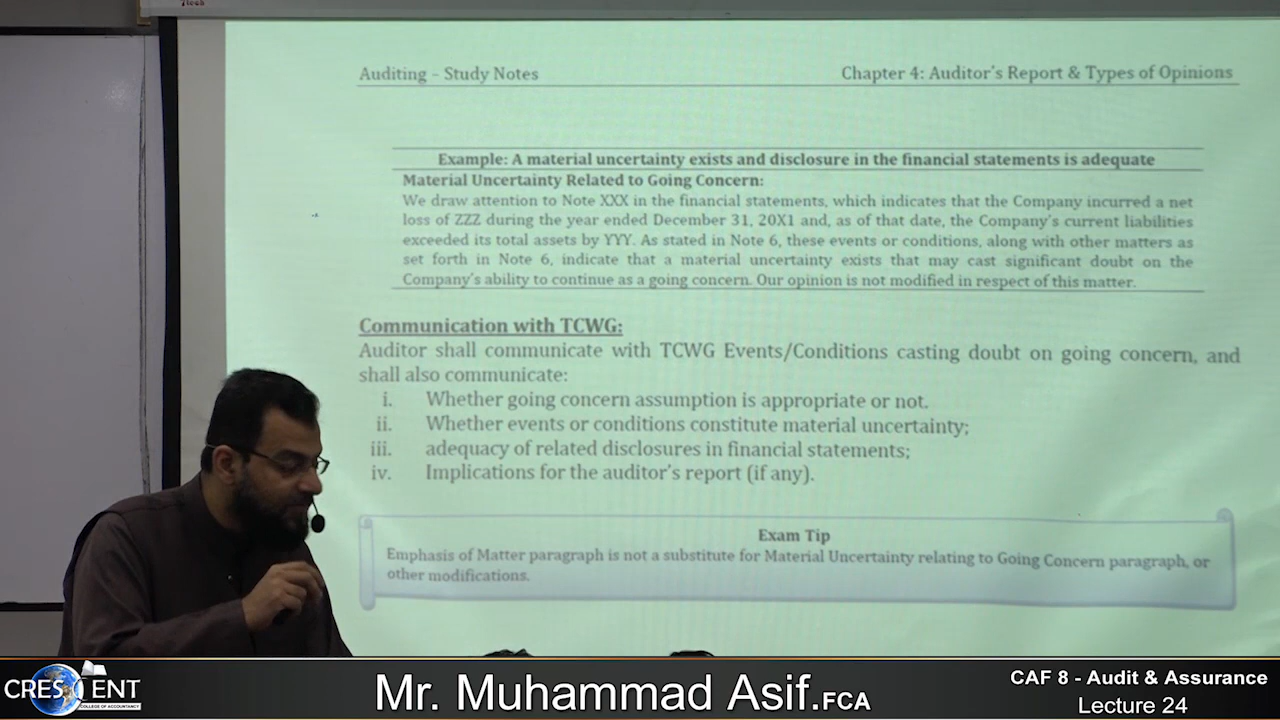 Tech
Auditing – Study Notes
Chapter 4: Auditor's Report & Types of Opinions
Example: A material uncertainty exists and disclosure in the financial statements is adequate
Material Uncertainty Related to Going Concern:
We draw attention to Note XXX in the financial statements, which indicates that the Company incurred a net
loss of ZZZ during the year ended December 31, 20X1 and, as of that date, the Company's current liabilities
exceeded its total assets by YYY. As stated in Note 6, these events or conditions, along with other matters as
set forth in Note 6, indicate that a material uncertainty exists that may cast significant doubt on the
Company's ability to continue as a going concern. Our opinion is not modified in respect of this matter.
Communication with TCWG:
Auditor shall communicate with TCWG Events/Conditions casting doubt on going concern, and
shall also communicate:
i. Whether going concern assumption is appropriate or not.
ii. Whether events or conditions constitute material uncertainty;
iii. adequacy of related disclosures in financial statements;
iv. Implications for the auditor's report (if any).
Exam Tip
Emphasis of Matter paragraph is not a substitute for Material Uncertainty relating to Going Concern paragraph, or
other modifications.
CRESCENT
COLLEGE OF ACCOUNTANCY
Mr. Muhammad Asif.FCA
CAF 8 - Audit & Assurance
Lecture 24